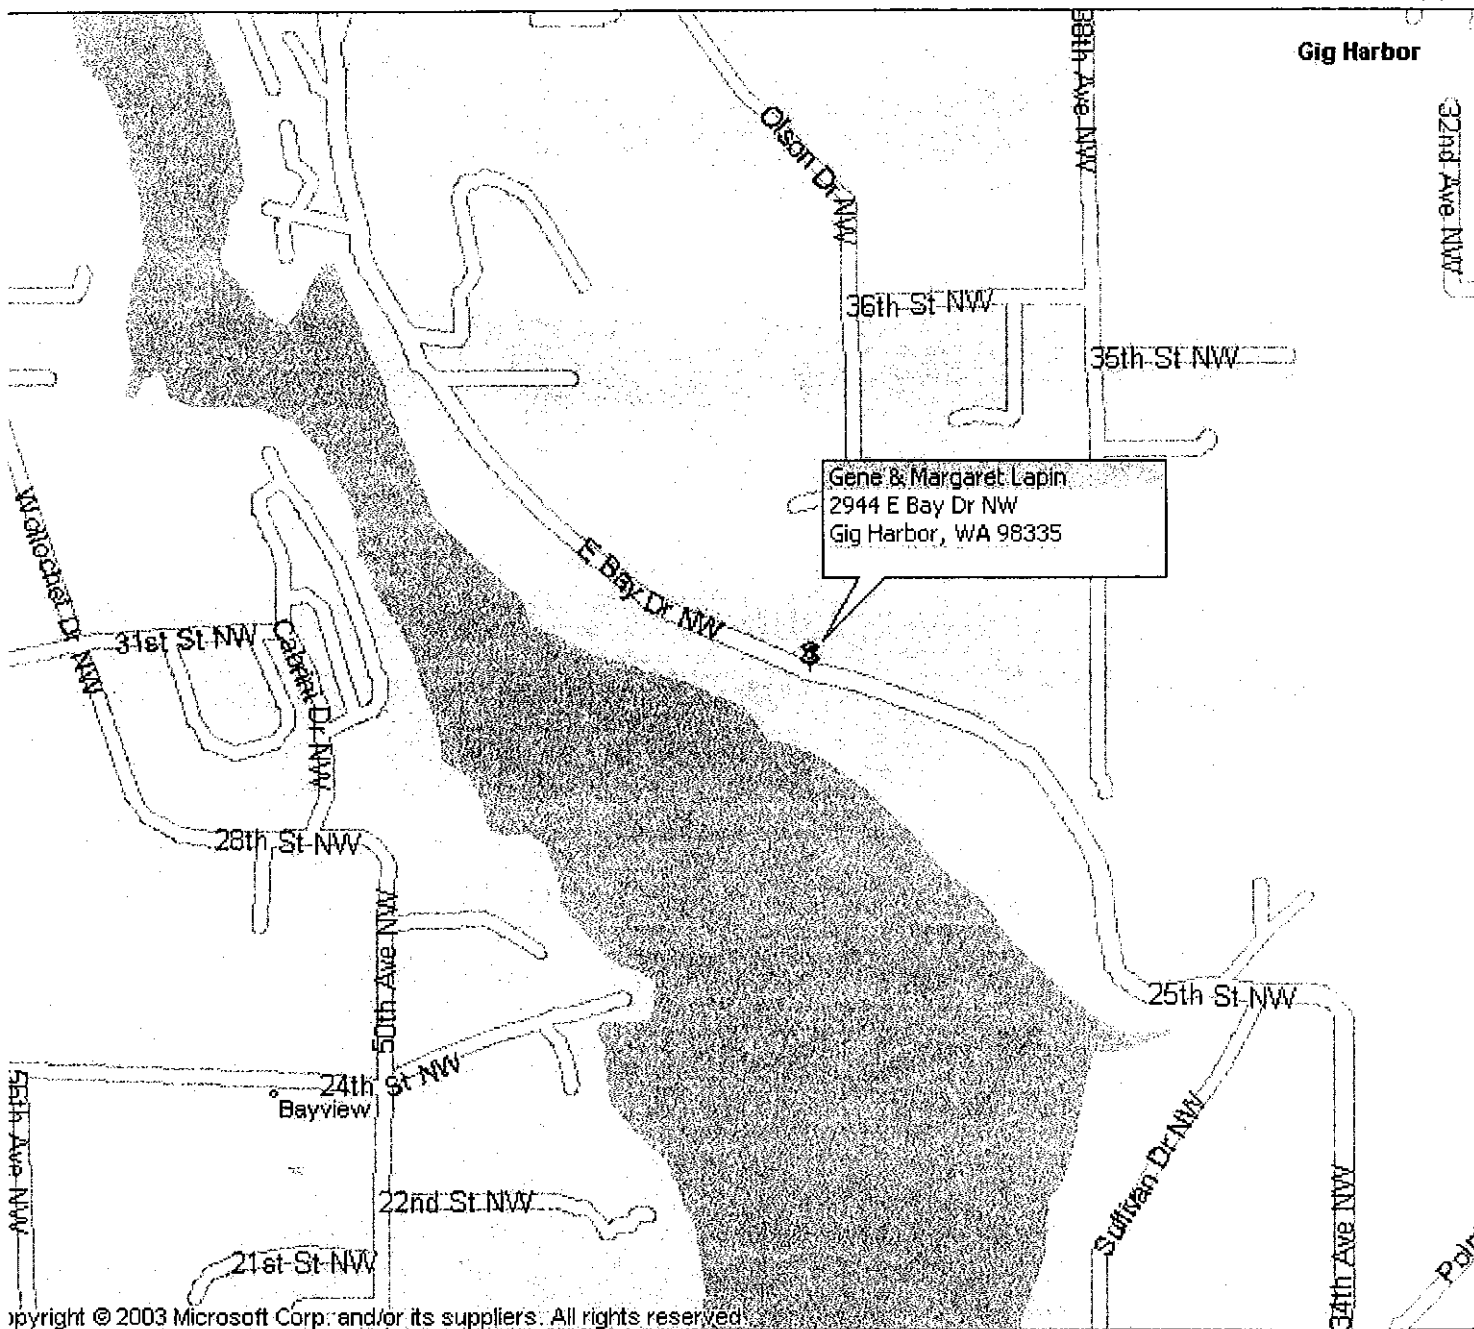 Gig Harbor
38th Ave NW
32nd Ave NW
Olson Dr NW
36th St NW
35th St NW
Gene & Margaret Lapin
2944 E Bay Dr NW
Gig Harbor, WA 98335
E Bay Dr NW
Wollochet Dr NW
31st St NW
Cabrini Dr NW
28th St NW
50th Ave NW
25th St NW
24th St NW
Bayview
56th Ave NW
Sullivan Dr NW
22nd St NW
34th Ave NW
21st St NW
opyright © 2003 Microsoft Corp. and/or its suppliers. All rights reserved.